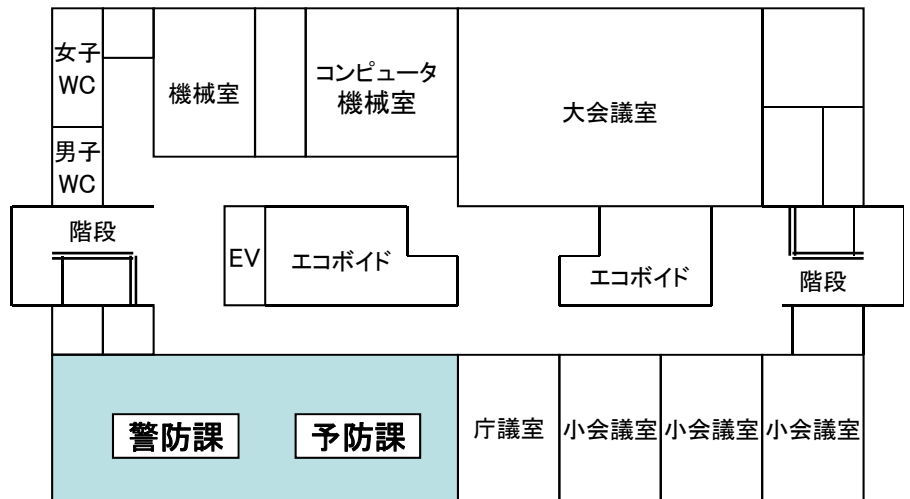 女子
WC
機械室
コンピュータ
機械室
大会議室
男子
WC
階段
EV
エコボイド
エコボイド
階段
警防課
予防課
庁議室
小会議室
小会議室
小会議室